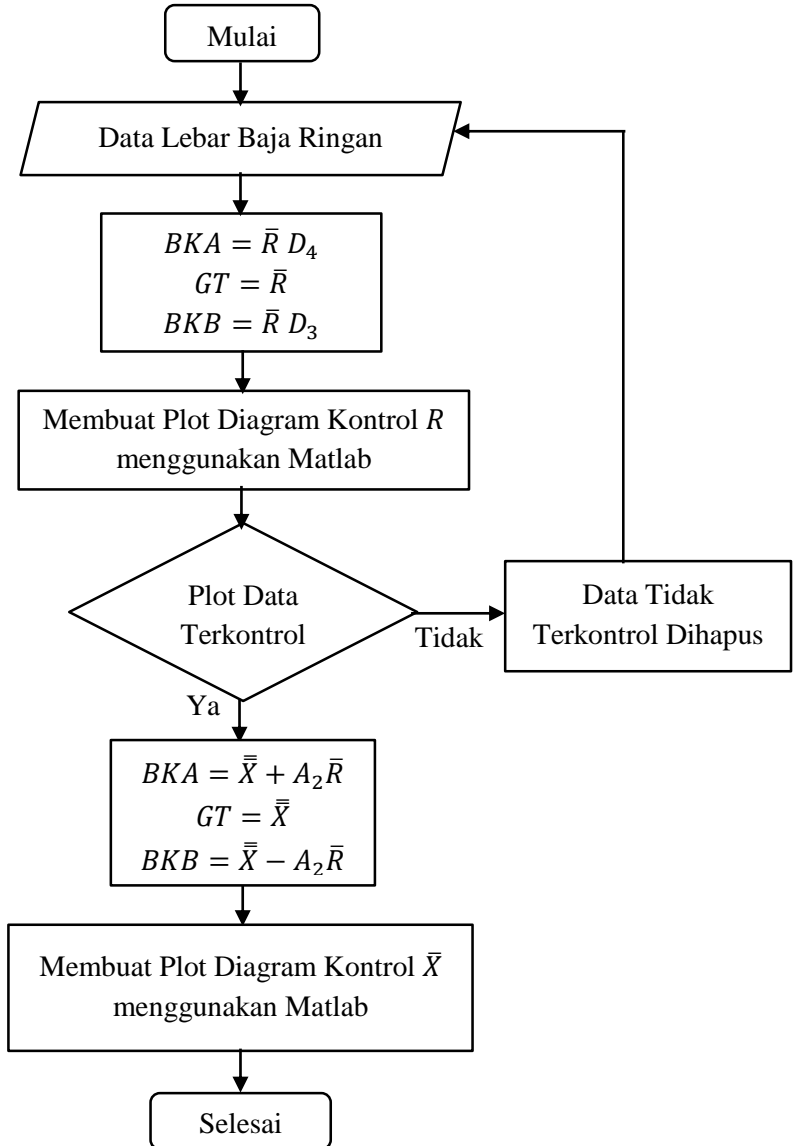 Mulai
Data Lebar Baja Ringan
BKA = R̄ D₄
GT = R̄
BKB = R̄ D₃
Membuat Plot Diagram Kontrol R
menggunakan Matlab
Plot Data
Terkontrol
Tidak
Data Tidak
Terkontrol Dihapus
Ya
BKA = X̿ + A₂R̄
GT = X̿
BKB = X̿ − A₂R̄
Membuat Plot Diagram Kontrol X̄
menggunakan Matlab
Selesai